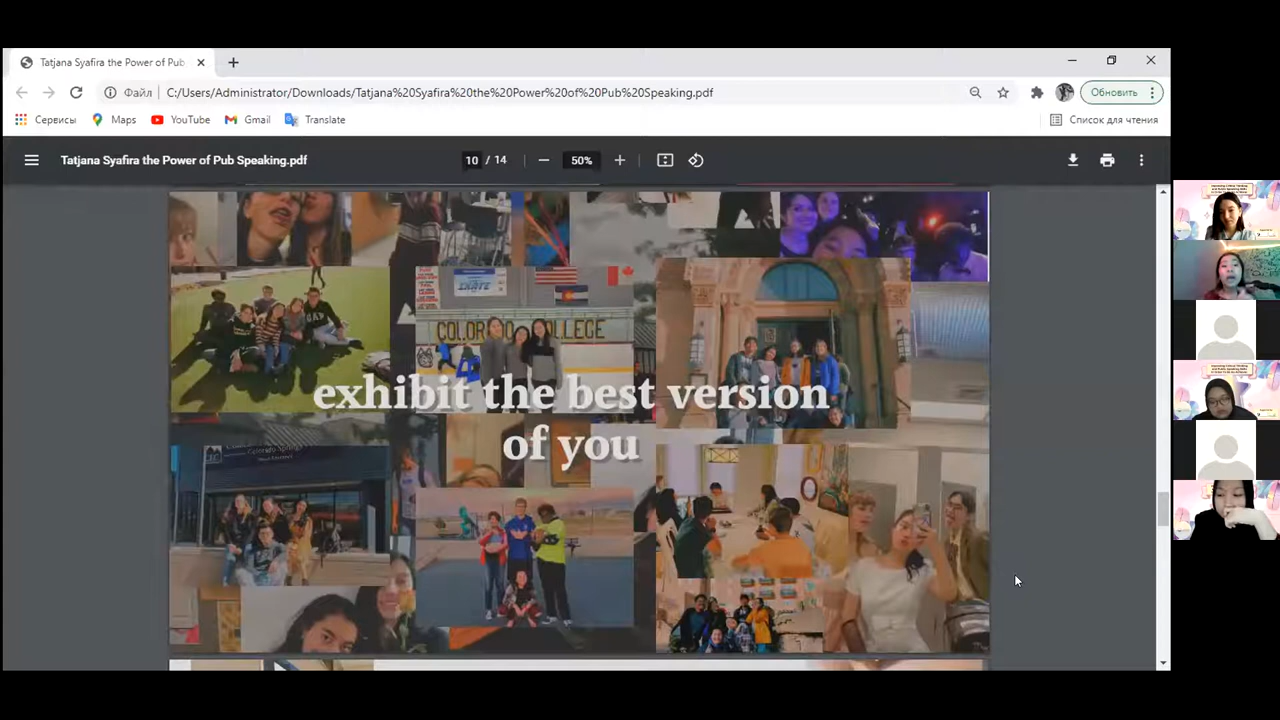 Tatjana Syafira the Power of Pub
Файл | C:/Users/Administrator/Downloads/Tatjana%20Syafira%20the%20Power%20of%20Pub%20Speaking.pdf
Обновить
Сервисы Maps YouTube Gmail Translate Список для чтения
Tatjana Syafira the Power of Pub Speaking.pdf 10 / 14 50%
SKATE
COLORADO COLLEGE
exhibit the best version
of you
GAP